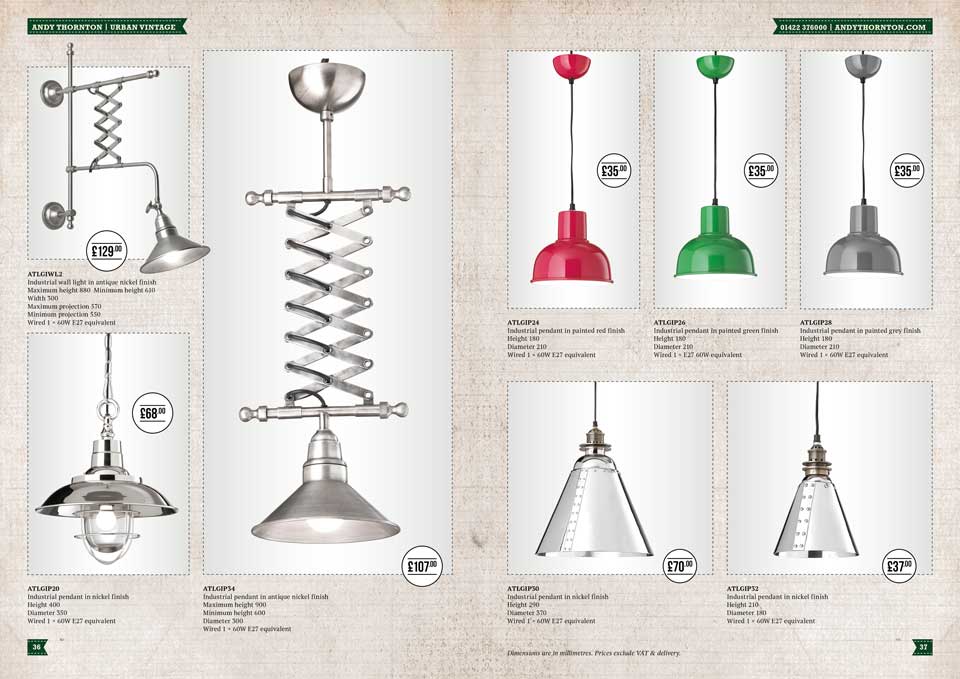 ANDY THORNTON | URBAN VINTAGE
£129.00
ATLGIWL2
Industrial wall light in antique nickel finish
Maximum height 880 Minimum height 610
Width 300
Maximum projection 570
Minimum projection 550
Wired 1 × 60W E27 equivalent
£68.00
ATLGIP20
Industrial pendant in nickel finish
Height 400
Diameter 350
Wired 1 × 60W E27 equivalent
£107.00
ATLGIP34
Industrial pendant in antique nickel finish
Maximum height 900
Minimum height 600
Diameter 300
Wired 1 × 60W E27 equivalent
36
01422 376000 | ANDYTHORNTON.COM
£35.00
ATLGIP24
Industrial pendant in painted red finish
Height 180
Diameter 210
Wired 1 × 60W E27 equivalent
£35.00
ATLGIP26
Industrial pendant in painted green finish
Height 180
Diameter 210
Wired 1 × E27 60W equivalent
£35.00
ATLGIP28
Industrial pendant in painted grey finish
Height 180
Diameter 210
Wired 1 × 60W E27 equivalent
£70.00
ATLGIP30
Industrial pendant in nickel finish
Height 290
Diameter 370
Wired 1 × 60W E27 equivalent
£37.00
ATLGIP32
Industrial pendant in nickel finish
Height 210
Diameter 180
Wired 1 × 60W E27 equivalent
Dimensions are in millimetres. Prices exclude VAT & delivery.
37